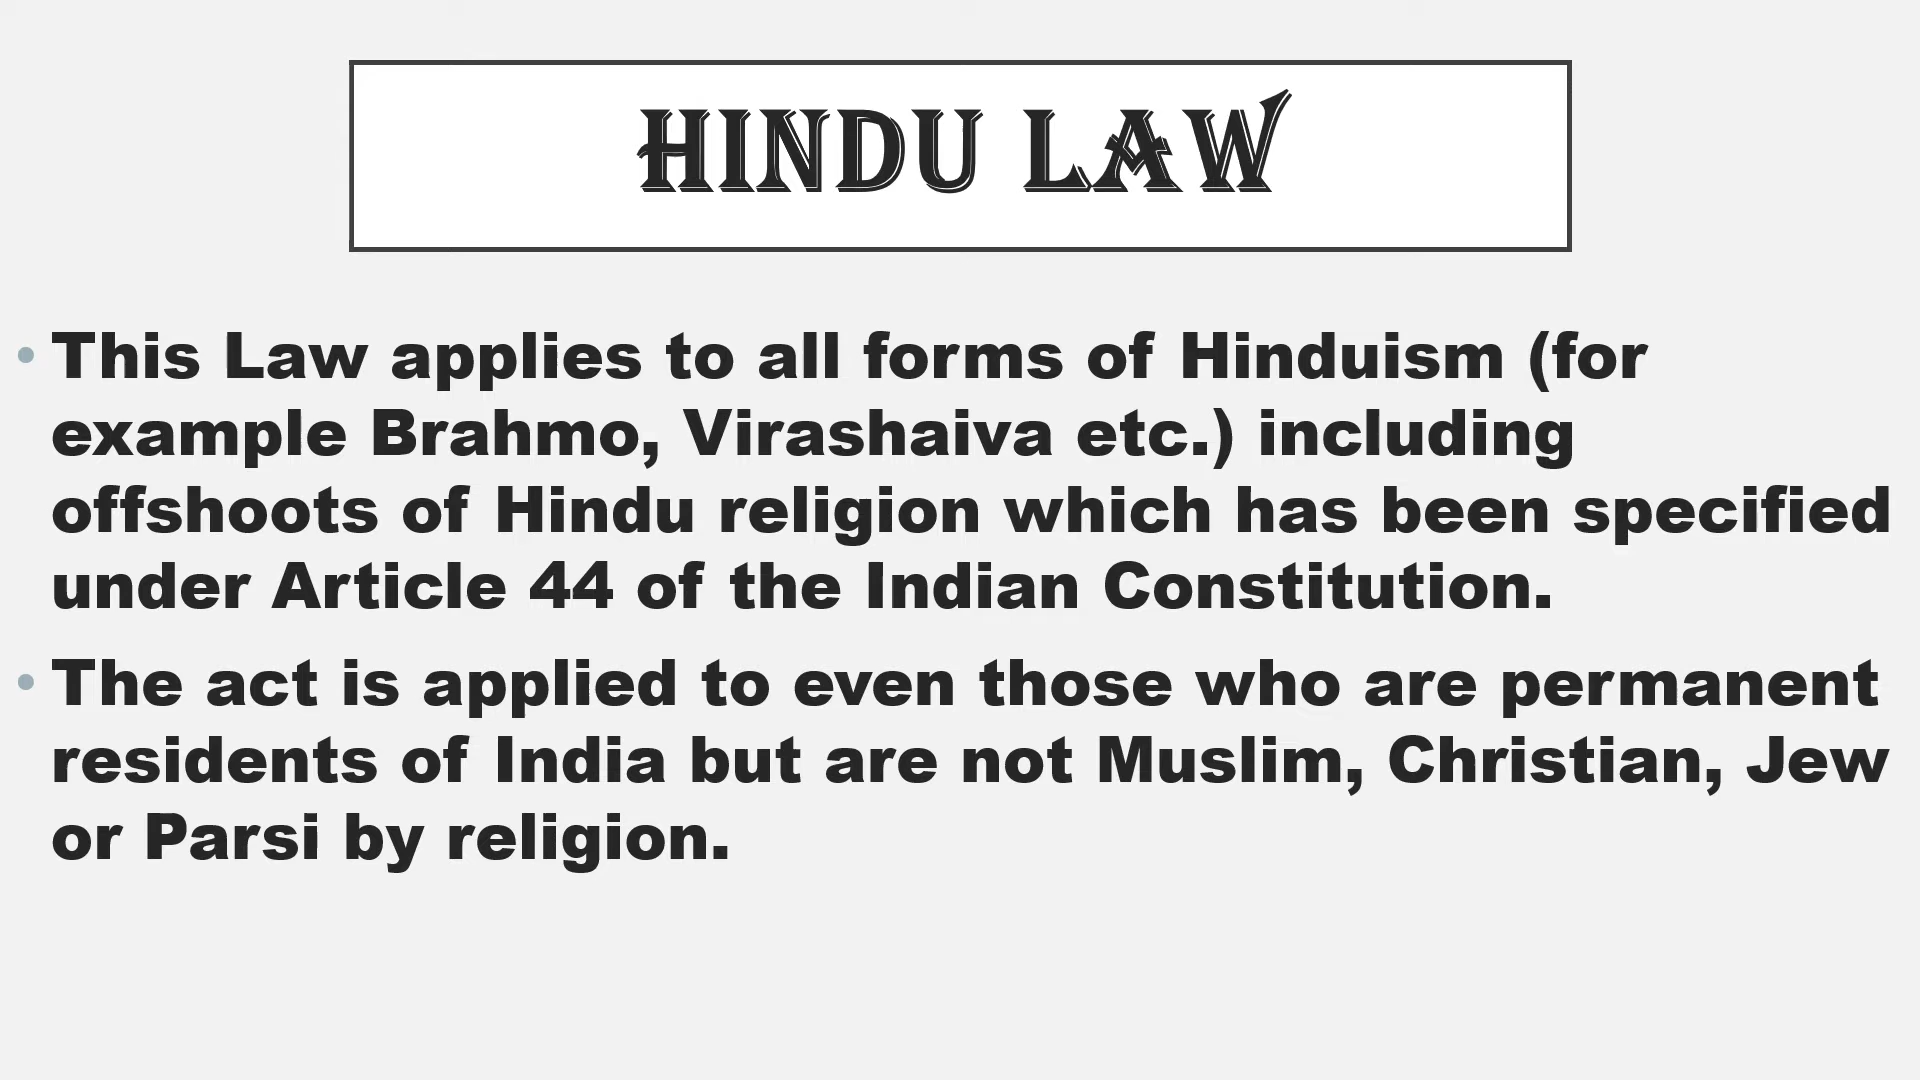 HINDU LAW
• This Law applies to all forms of Hinduism (for
example Brahmo, Virashaiva etc.) including
offshoots of Hindu religion which has been specified
under Article 44 of the Indian Constitution.
• The act is applied to even those who are permanent
residents of India but are not Muslim, Christian, Jew
or Parsi by religion.